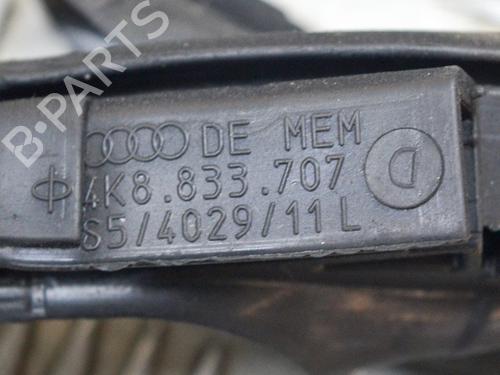 DE MEM
4K8.833.707
S5/4029/11 L
D
B-PARTS